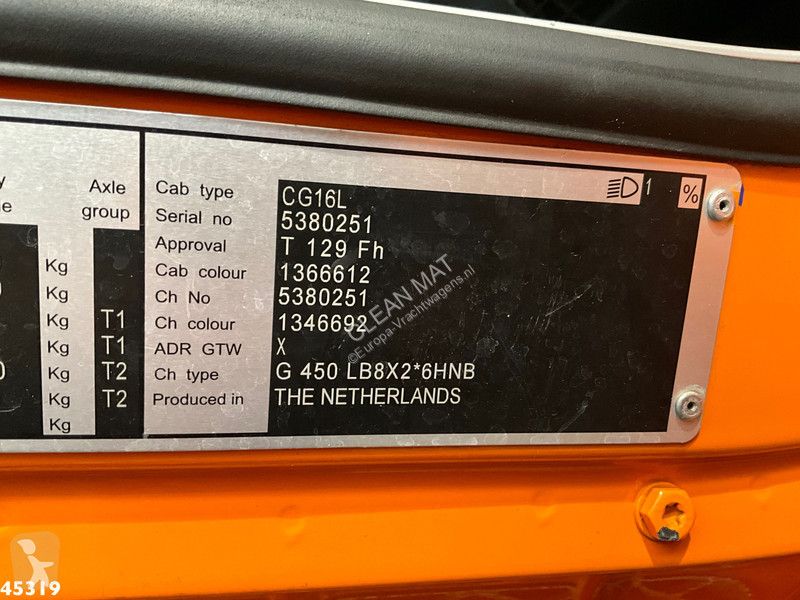 Axle
group
Cab type CG16L 1 %
Serial no 5380251
Approval T 129 Fh
Kg Cab colour 1366612
Kg Ch No 5380251
Kg T1 Ch colour 1346692
Kg T1 ADR GTW X
Kg T2 Ch type G 450 LB8X2*6HNB
Kg T2 Produced in THE NETHERLANDS
Kg
CLEAN MAT
©Europa-Vrachtwagens.nl
45319